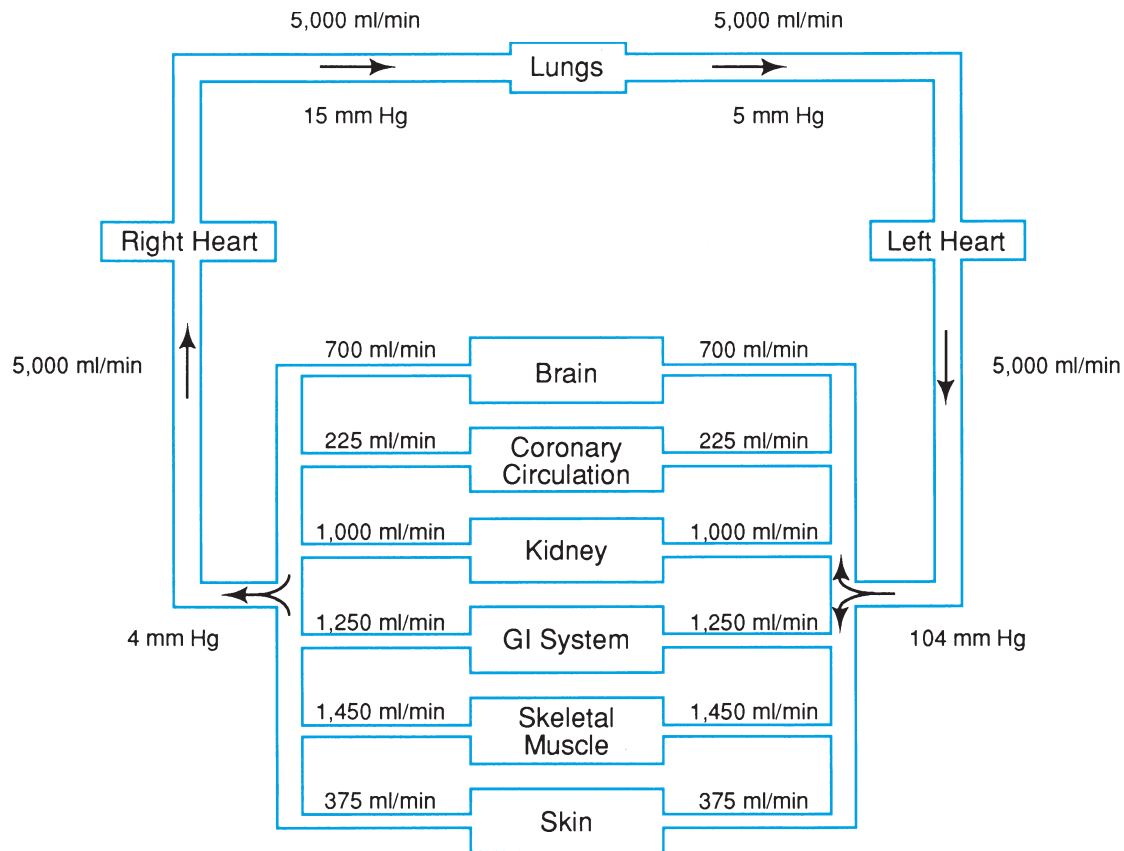 5,000 ml/min 5,000 ml/min
Lungs
15 mm Hg 5 mm Hg
Right Heart Left Heart
700 ml/min 700 ml/min
5,000 ml/min 5,000 ml/min
Brain
225 ml/min 225 ml/min
Coronary
Circulation
1,000 ml/min 1,000 ml/min
Kidney
1,250 ml/min 1,250 ml/min
4 mm Hg GI System 104 mm Hg
1,450 ml/min 1,450 ml/min
Skeletal
Muscle
375 ml/min 375 ml/min
Skin